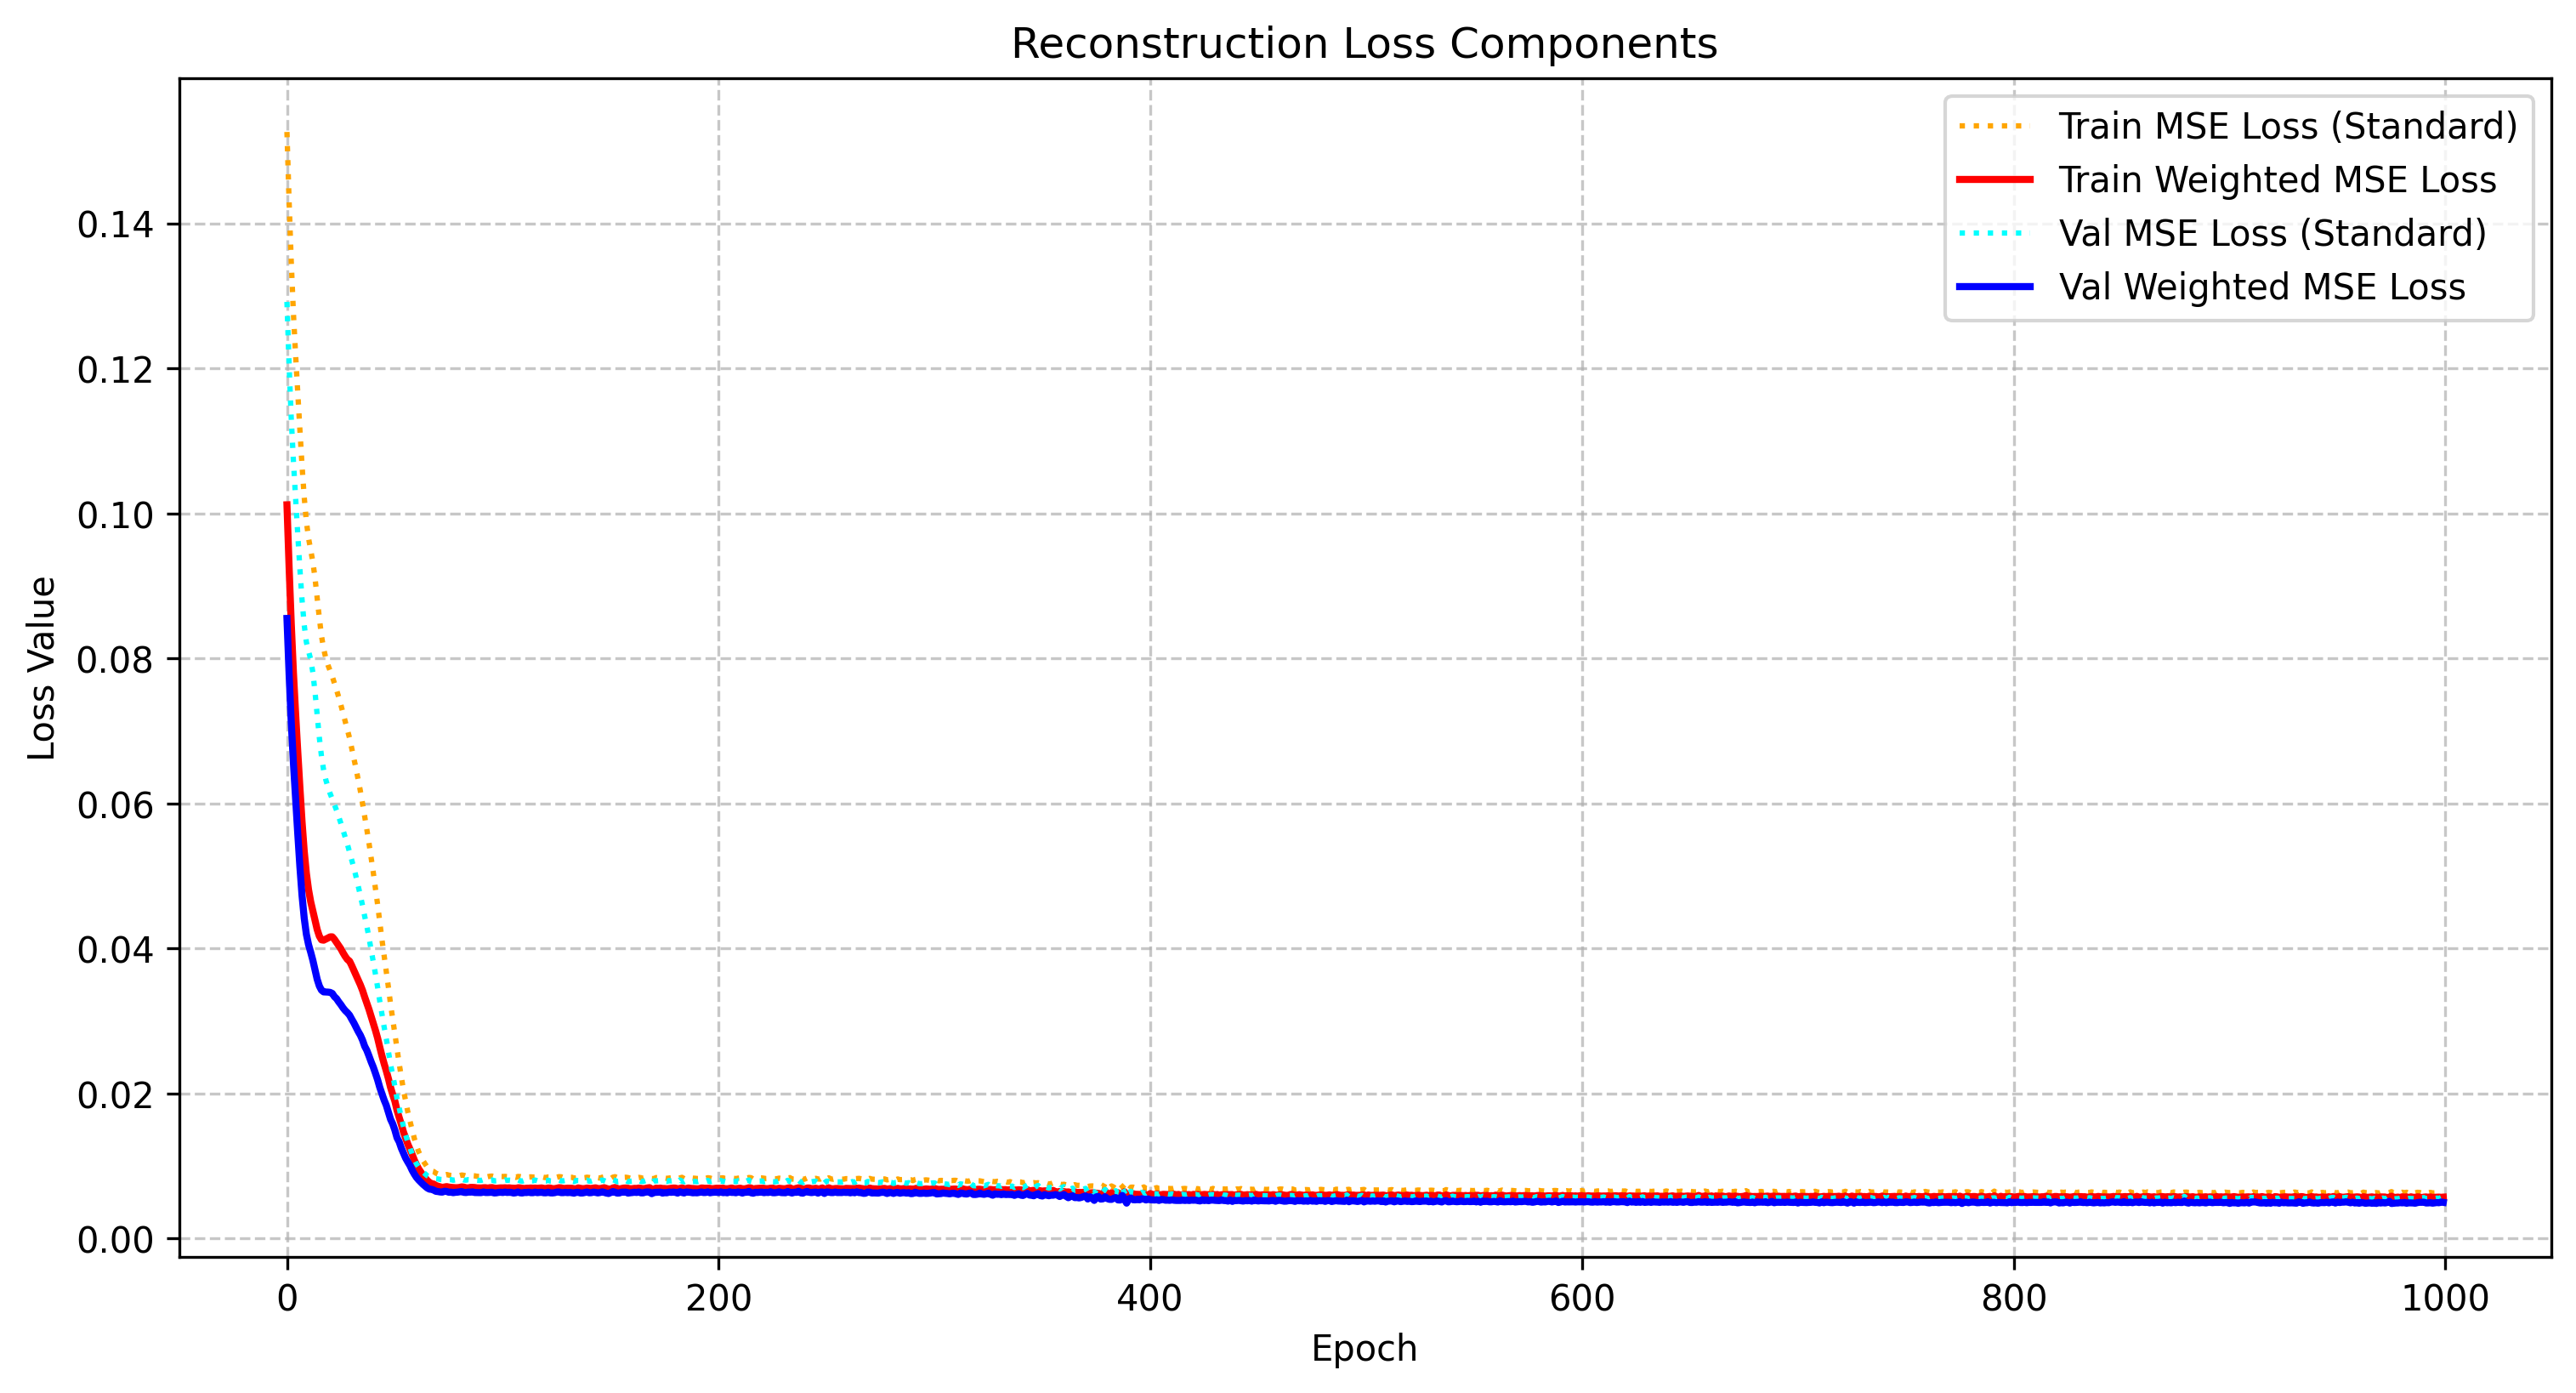 Reconstruction Loss Components
Train MSE Loss (Standard)
Train Weighted MSE Loss
Val MSE Loss (Standard)
Val Weighted MSE Loss
Loss Value
0.14
0.12
0.10
0.08
0.06
0.04
0.02
0.00
0 200 400 600 800 1000
Epoch